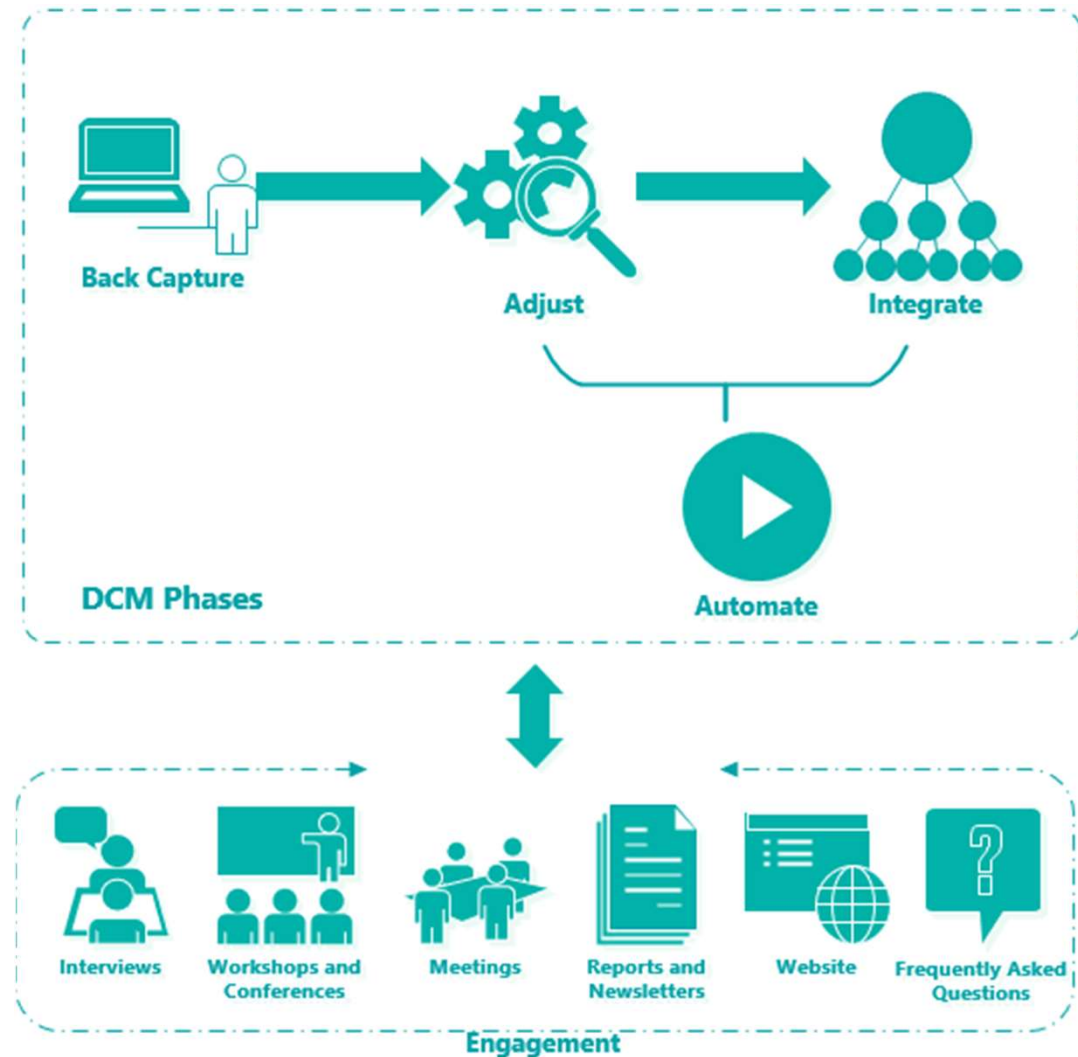 Back Capture
Adjust
Integrate
DCM Phases
Automate
Interviews
Workshops and
Conferences
Meetings
Reports and
Newsletters
Website
Frequently Asked
Questions
?
Engagement